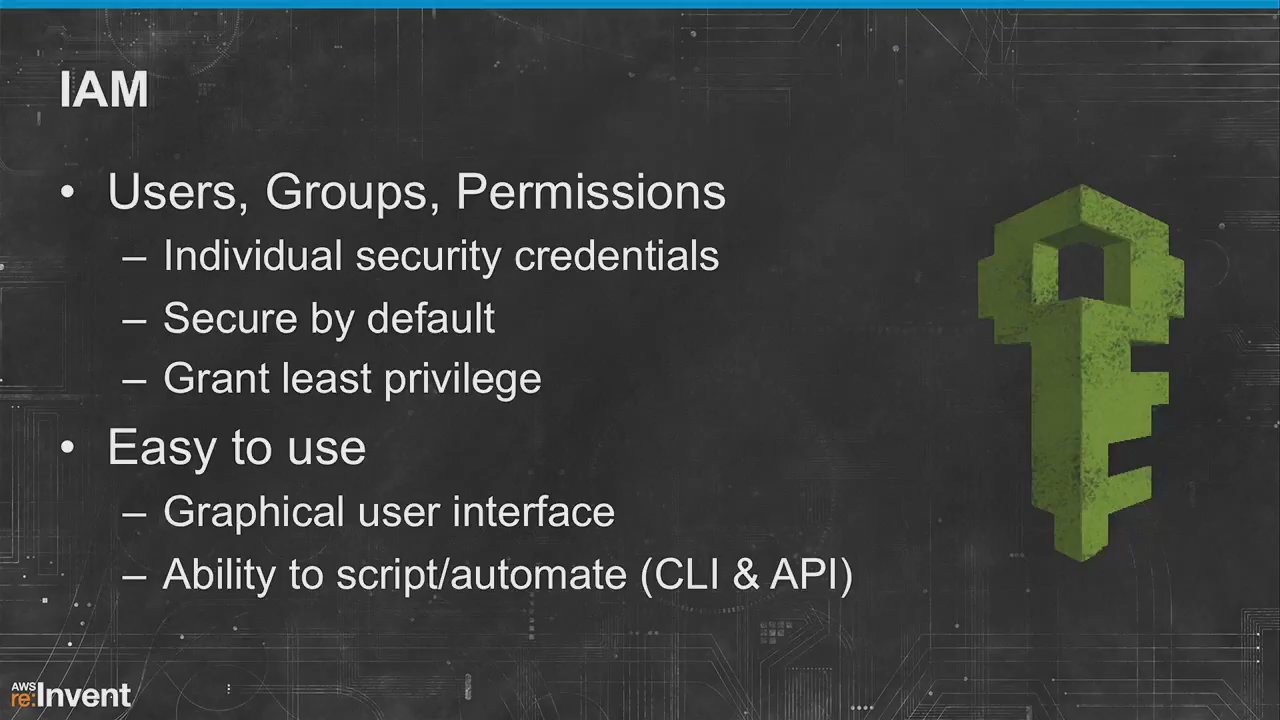 IAM
• Users, Groups, Permissions
– Individual security credentials
– Secure by default
– Grant least privilege
• Easy to use
– Graphical user interface
– Ability to script/automate (CLI & API)
AWS
re:Invent